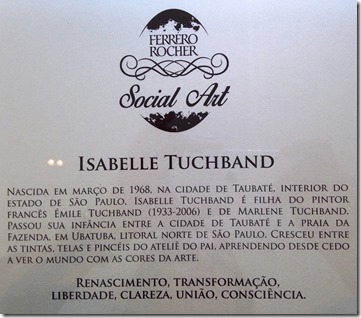 FERRERO
ROCHER
Social Art
ISABELLE TUCHBAND
NASCIDA EM MARÇO DE 1968, NA CIDADE DE TAUBATÉ, INTERIOR DO
ESTADO DE SÃO PAULO, ISABELLE TUCHBAND É FILHA DO PINTOR
FRANCÊS ÉMILE TUCHBAND (1933-2006) E DE MARLENE TUCHBAND.
PASSOU SUA INFÂNCIA ENTRE A CIDADE DE TAUBATÉ E A PRAIA DA
FAZENDA, EM UBATUBA, LITORAL NORTE DE SÃO PAULO. CRESCEU ENTRE
AS TINTAS, TELAS E PINCÉIS DO ATELIÊ DO PAI, APRENDENDO DESDE CEDO
A VER O MUNDO COM AS CORES DA ARTE.
RENASCIMENTO, TRANSFORMAÇÃO,
LIBERDADE, CLAREZA, UNIÃO, CONSCIÊNCIA.